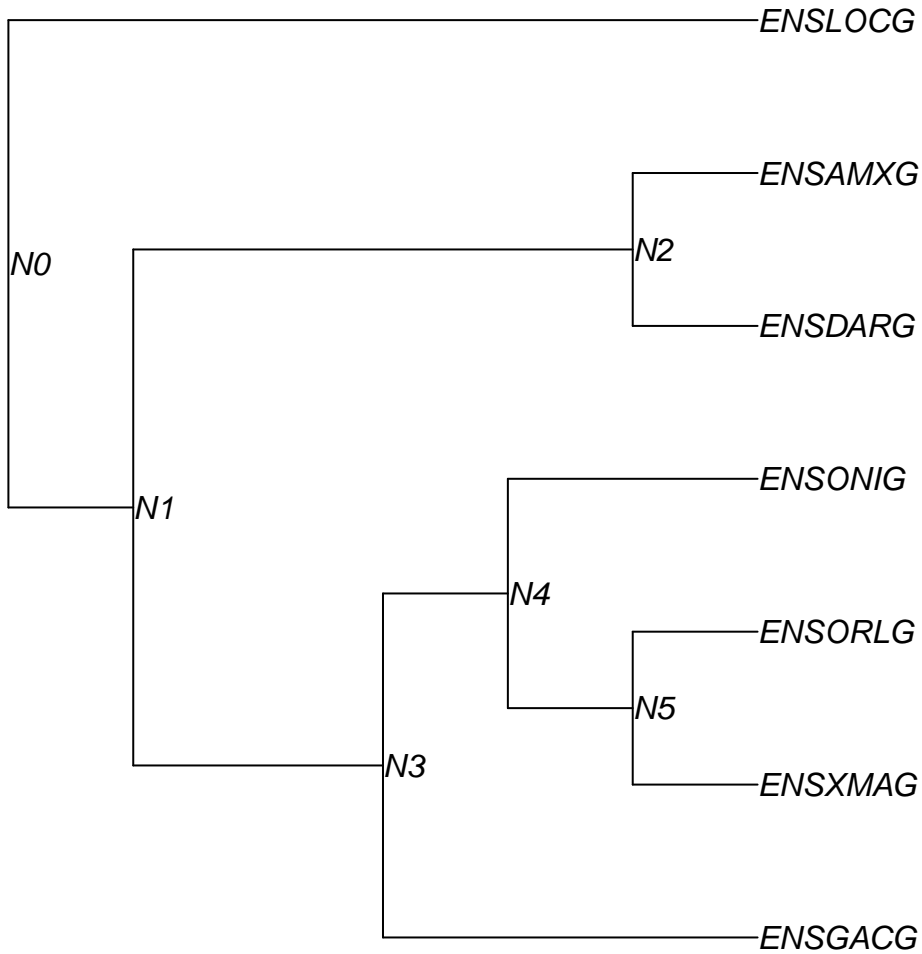 ENSLOCG
ENSAMXG
N2
N0
ENSDARG
ENSONIG
N1
N4
ENSORLG
N5
N3
ENSXMAG
ENSGACG